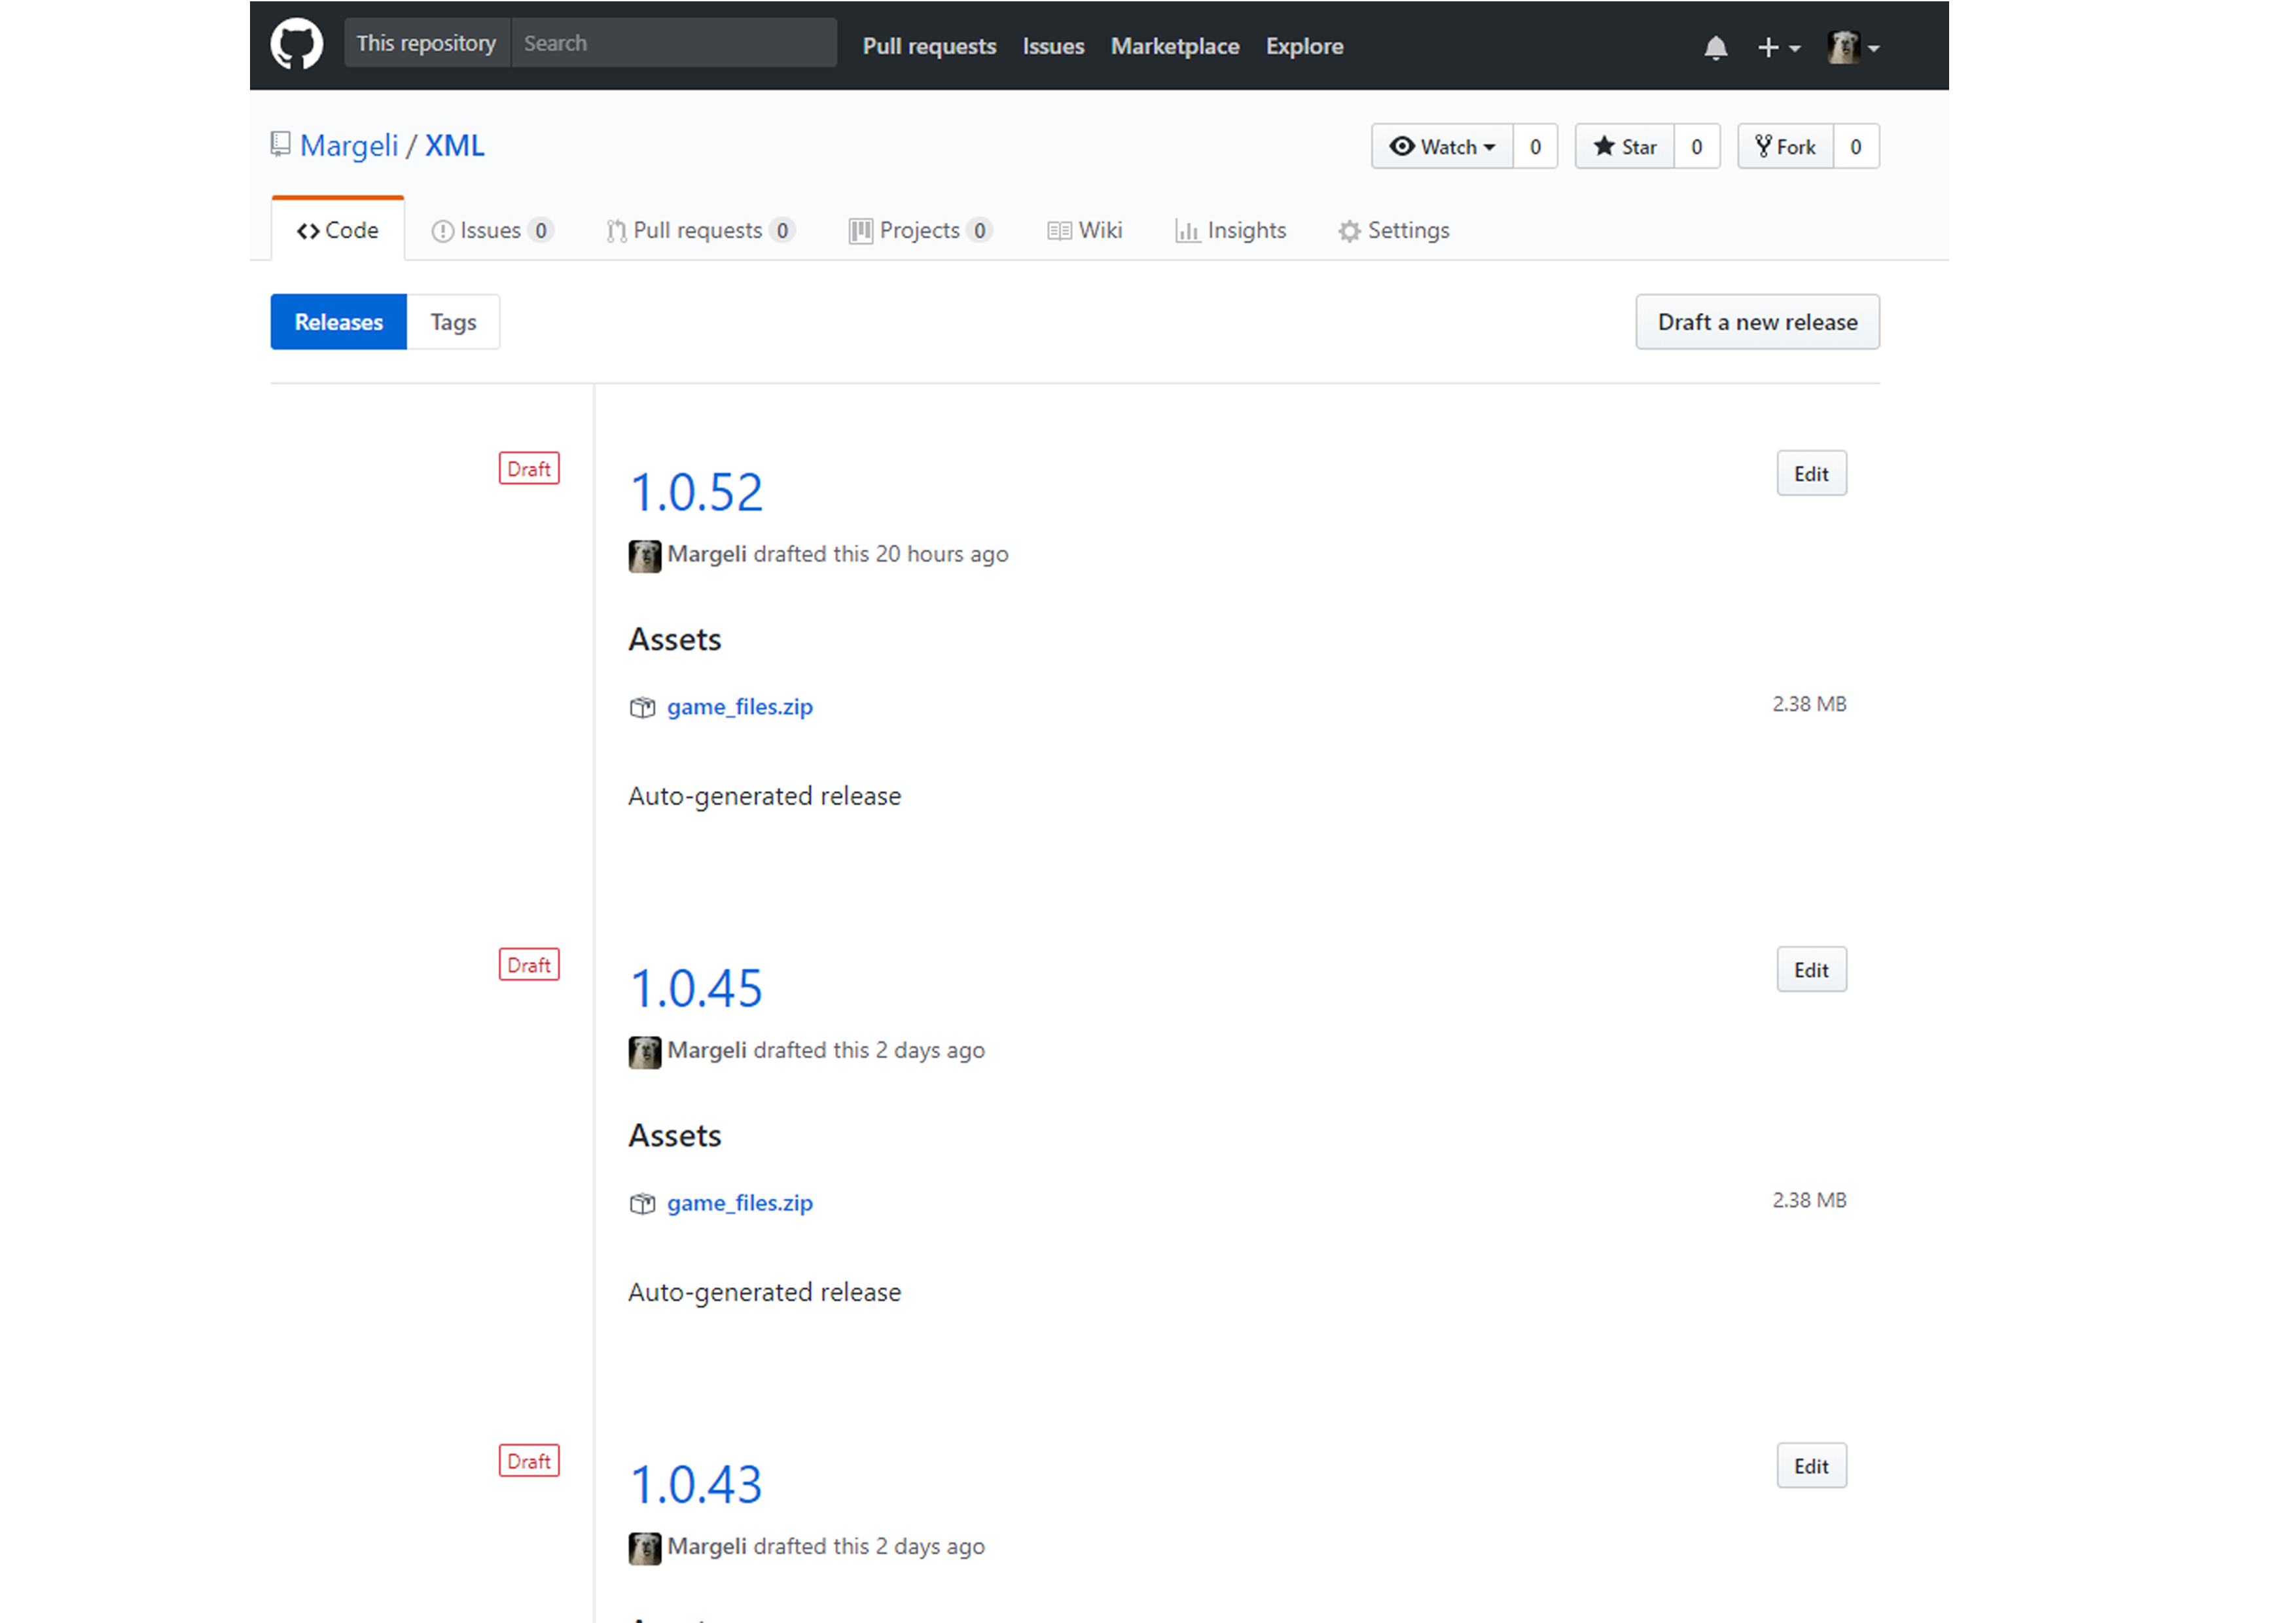 This repository Search Pull requests Issues Marketplace Explore
Margeli / XML Watch 0 Star 0 Fork 0
Code Issues 0 Pull requests 0 Projects 0 Wiki Insights Settings
Releases Tags Draft a new release
Draft 1.0.52 Edit
Margeli drafted this 20 hours ago
Assets
game_files.zip 2.38 MB
Auto-generated release
Draft 1.0.45 Edit
Margeli drafted this 2 days ago
Assets
game_files.zip 2.38 MB
Auto-generated release
Draft 1.0.43 Edit
Margeli drafted this 2 days ago